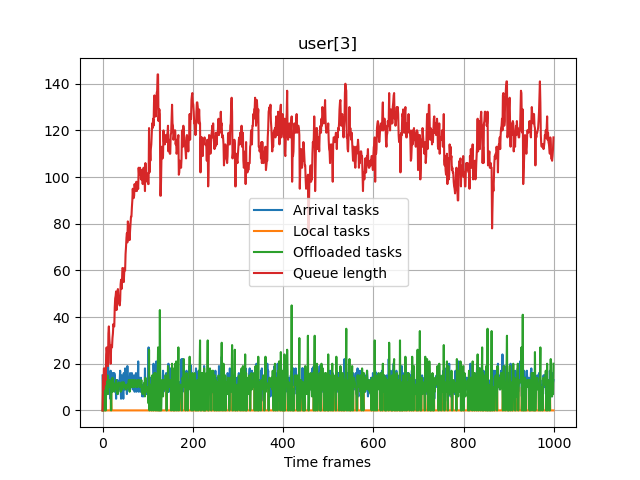 user[3]
140
120
100
80
60
40
20
0
Arrival tasks
Local tasks
Offloaded tasks
Queue length
0 200 400 600 800 1000
Time frames